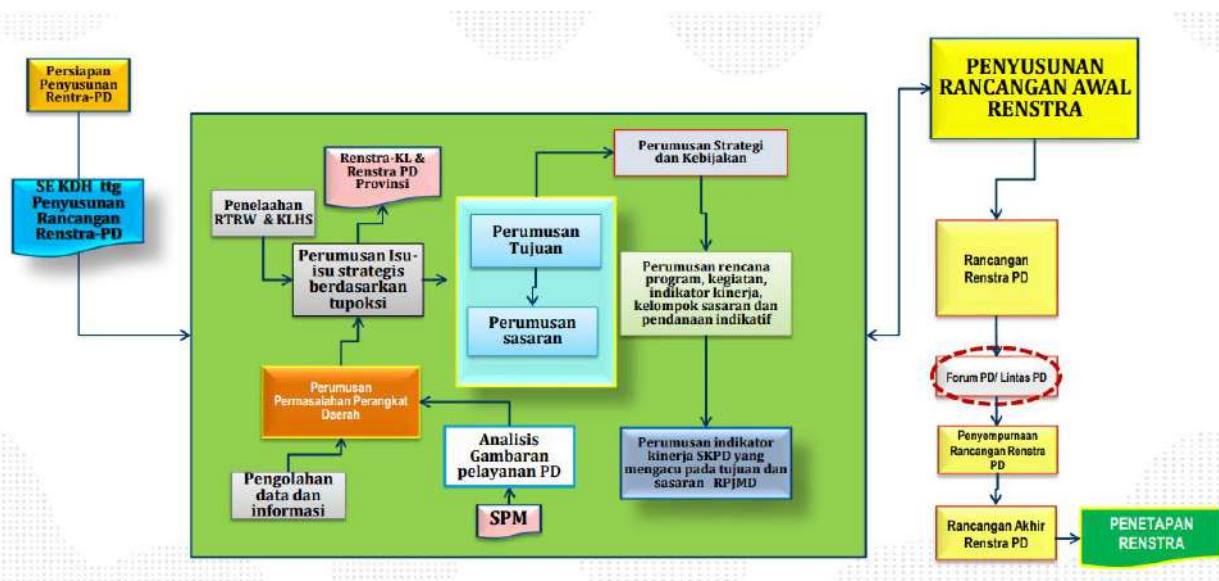 Persiapan
Penyusunan
Rentra-PD
SE KDH ttg
Penyusunan
Rancangan
Renstra-PD
Penelaahan
RTRW & KLHS
Renstra-KL &
Renstra PD
Provinsi
Perumusan Isu-
isu strategis
berdasarkan
tupoksi
Perumusan
Permasalahan Perangkat
Daerah
Pengolahan
data dan
informasi
Analisis
Gambaran
pelayanan PD
SPM
Perumusan
Tujuan
Perumusan
sasaran
Perumusan Strategi
dan Kebijakan
Perumusan rencana
program, kegiatan,
indikator kinerja,
kelompok sasaran dan
pendanaan indikatif
Perumusan indikator
kinerja SKPD yang
mengacu pada tujuan dan
sasaran RPJMD
PENYUSUNAN
RANCANGAN AWAL
RENSTRA
Rancangan
Renstra PD
Forum PD/ Lintas PD
Penyempurnaan
Rancangan Renstra
PD
Rancangan Akhir
Renstra PD
PENETAPAN
RENSTRA